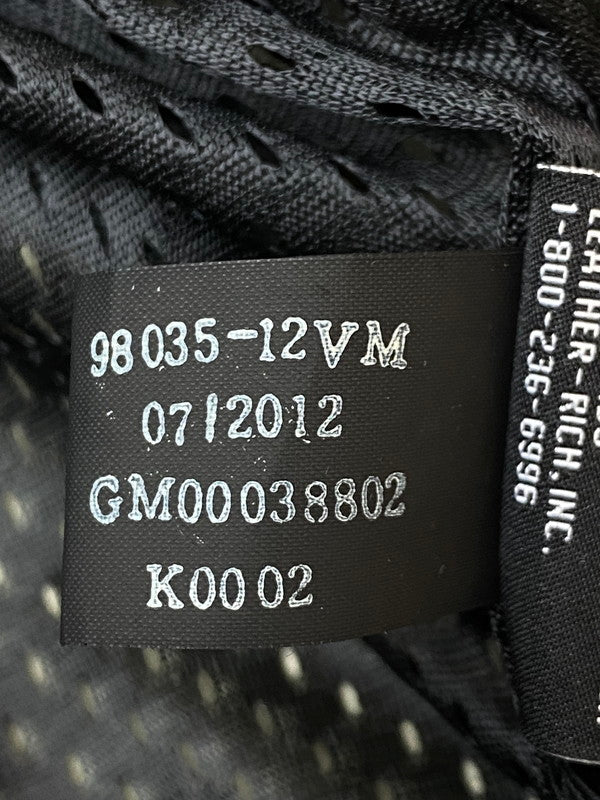 98035-12VM
07/2012
GM00038802
K0002
LEATHER-RICH, INC.
1-800-236-6996